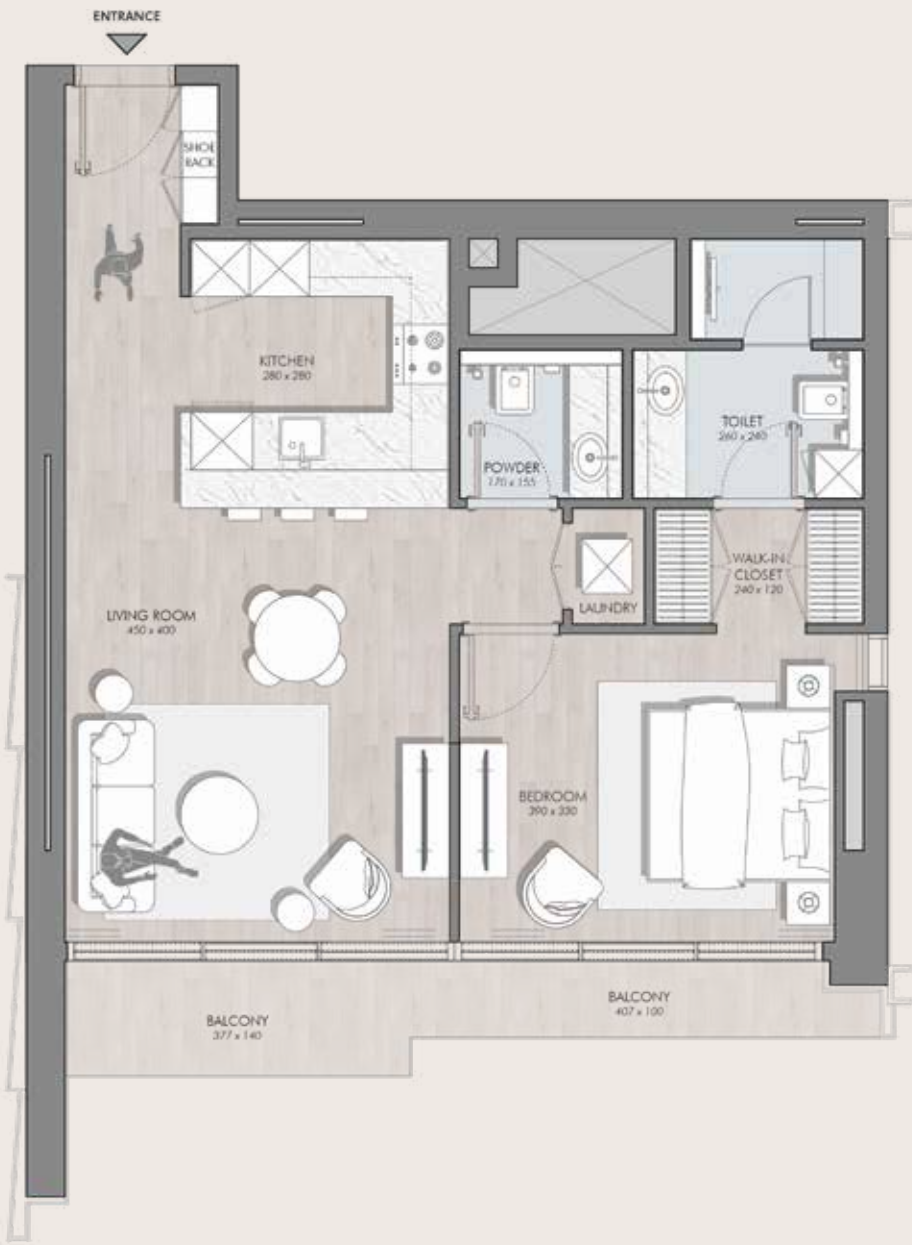 ENTRANCE
SHOE
RACK
KITCHEN
280 x 280
TOILET
260 x 240
POWDER
170 x 155
WALK-IN
CLOSET
240 x 120
LAUNDRY
LIVING ROOM
450 x 400
BEDROOM
390 x 330
BALCONY
407 x 100
BALCONY
377 x 140